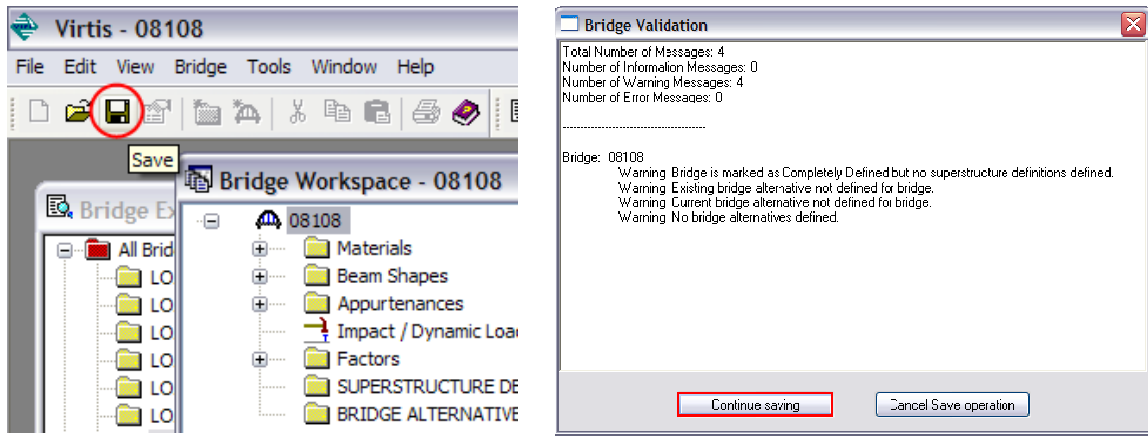 Virtis - 08108
File Edit View Bridge Tools Window Help
Save
Bridge Workspace - 08108
Bridge Ex
08108
All Brid
Materials
LO
Beam Shapes
LO
Appurtenances
LO
Impact / Dynamic Loa
LO
Factors
LO
SUPERSTRUCTURE DE
LO
BRIDGE ALTERNATIVE
Bridge Validation
Total Number of Messages: 4
Number of Information Messages: 0
Number of Warning Messages: 4
Number of Error Messages: 0
----------------------------------------
Bridge: 08108
Warning Bridge is marked as Completely Defined but no superstructure definitions defined.
Warning Existing bridge alternative not defined for bridge.
Warning Current bridge alternative not defined for bridge.
Warning No bridge alternatives defined.
Continue saving
Cancel Save operation